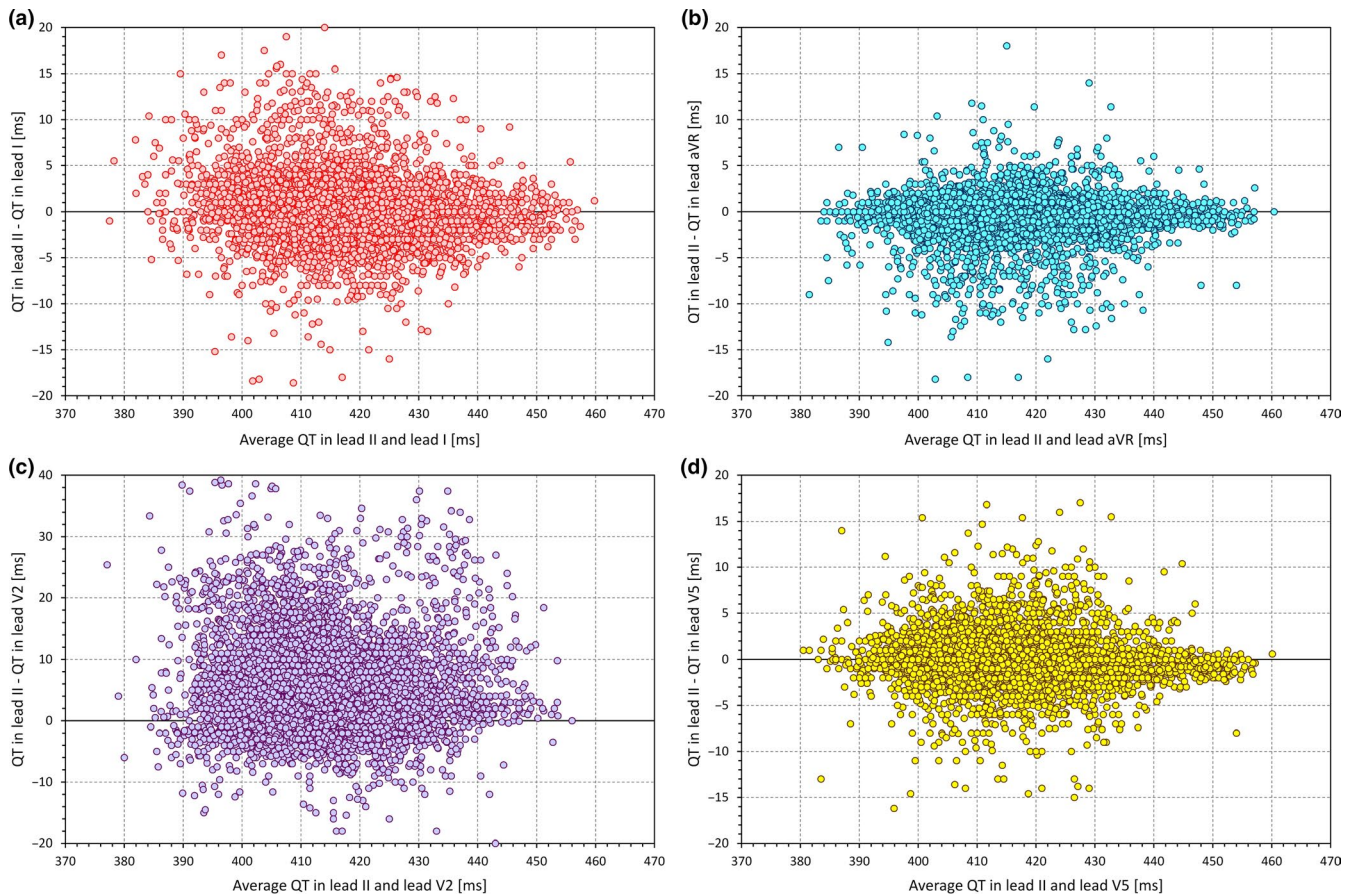 (a)
QT in lead II - QT in lead I [ms]
20
15
10
5
0
−5
−10
−15
−20
370 380 390 400 410 420 430 440 450 460 470
Average QT in lead II and lead I [ms]
(b)
QT in lead II - QT in lead aVR [ms]
20
15
10
5
0
−5
−10
−15
−20
370 380 390 400 410 420 430 440 450 460 470
Average QT in lead II and lead aVR [ms]
(c)
QT in lead II - QT in lead V2 [ms]
40
30
20
10
0
−10
−20
370 380 390 400 410 420 430 440 450 460 470
Average QT in lead II and lead V2 [ms]
(d)
QT in lead II - QT in lead V5 [ms]
20
15
10
5
0
−5
−10
−15
−20
370 380 390 400 410 420 430 440 450 460 470
Average QT in lead II and lead V5 [ms]